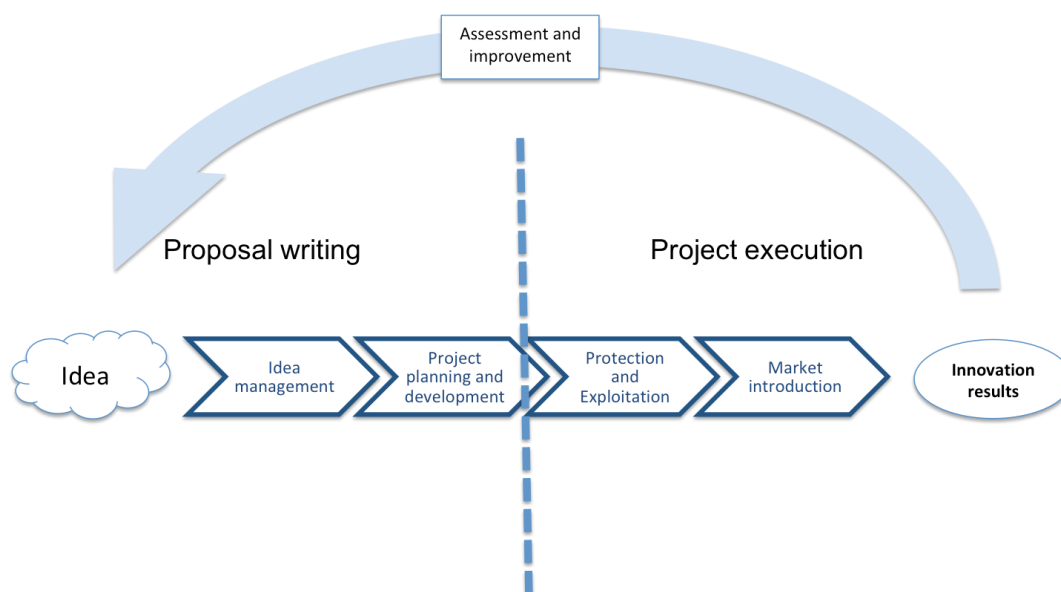 Assessment and
improvement
Proposal writing
Project execution
Idea
Idea
management
Project
planning and
development
Protection
and
Exploitation
Market
introduction
Innovation
results